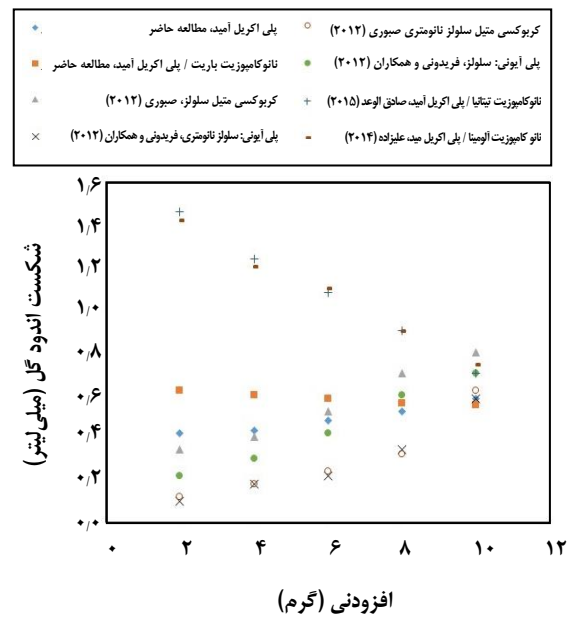 پلی اکریل آمید، مطالعه حاضر
نانوکامپوزیت باریت / پلی اکریل آمید، مطالعه حاضر
کربوکسی متیل سلولز، صبوری (۲۰۱۲)
پلی آیونی: سلولز نانومتری، فریدونی و همکاران (۲۰۱۲)
کربوکسی متیل سلولز نانومتری صبوری (۲۰۱۲)
پلی آیونی: سلولز، فریدونی و همکاران (۲۰۱۲)
نانوکامپوزیت تیتانیا / پلی اکریل آمید، صادق الوعد (۲۰۱۵)
نانو کامپوزیت آلومینا / پلی اکریل مید، علیزاده (۲۰۱۴)
شکست اندود گل (میلی‌لیتر)
۱٫۶
۱٫۴
۱٫۲
۱٫۰
۰٫۸
۰٫۶
۰٫۴
۰٫۲
۰٫۰
۰ ۲ ۴ ۶ ۸ ۱۰ ۱۲
افزودنی (گرم)